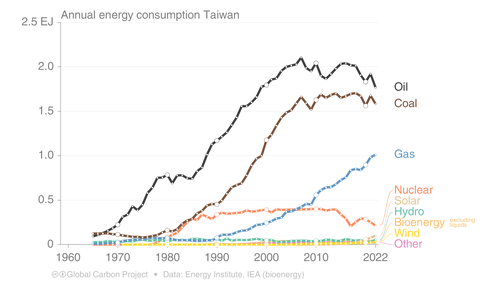 Annual energy consumption Taiwan
2.5 EJ
2.0
1.5
1.0
0.5
0
1960
1970
1980
1990
2000
2010
2022
Oil
Coal
Gas
Nuclear
Solar
Hydro
Bioenergy excluding liquids
Wind
Other
Global Carbon Project • Data: Energy Institute, IEA (bioenergy)